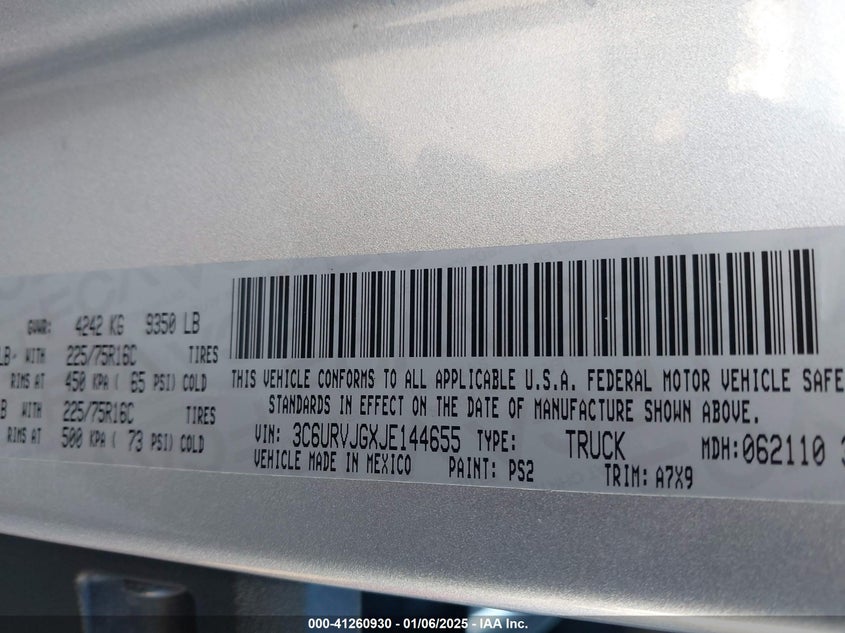 GVWR: 4242 KG 9350 LB
LB- WITH 225/75R16C TIRES
RIMS AT 450 KPA ( 65 PSI) COLD
B WITH 225/75R16C TIRES
RIMS AT 500 KPA ( 73 PSI) COLD
THIS VEHICLE CONFORMS TO ALL APPLICABLE U.S.A. FEDERAL MOTOR VEHICLE SAFE
STANDARDS IN EFFECT ON THE DATE OF MANUFACTURE SHOWN ABOVE.
VIN: 3C6URVJGXJE144655 TYPE: TRUCK MDH:062110 3
VEHICLE MADE IN MEXICO PAINT: PS2 TRIM: A7X9
000-41260930 - 01/06/2025 - IAA Inc.